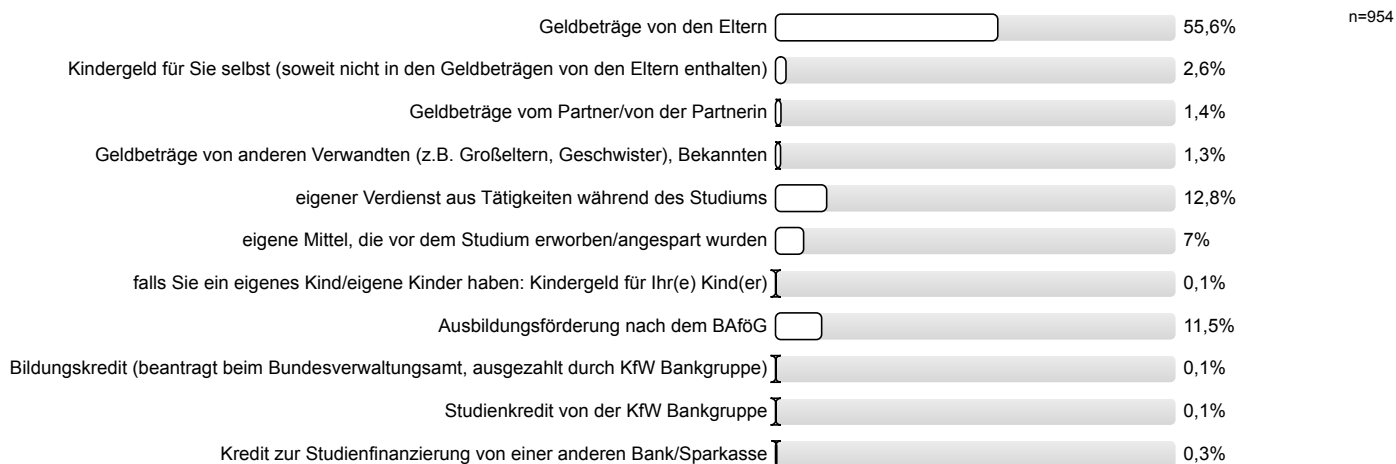 n=954
Geldbeträge von den Eltern 55,6%
Kindergeld für Sie selbst (soweit nicht in den Geldbeträgen von den Eltern enthalten) 2,6%
Geldbeträge vom Partner/von der Partnerin 1,4%
Geldbeträge von anderen Verwandten (z.B. Großeltern, Geschwister), Bekannten 1,3%
eigener Verdienst aus Tätigkeiten während des Studiums 12,8%
eigene Mittel, die vor dem Studium erworben/angespart wurden 7%
falls Sie ein eigenes Kind/eigene Kinder haben: Kindergeld für Ihr(e) Kind(er) 0,1%
Ausbildungsförderung nach dem BAföG 11,5%
Bildungskredit (beantragt beim Bundesverwaltungsamt, ausgezahlt durch KfW Bankgruppe) 0,1%
Studienkredit von der KfW Bankgruppe 0,1%
Kredit zur Studienfinanzierung von einer anderen Bank/Sparkasse 0,3%